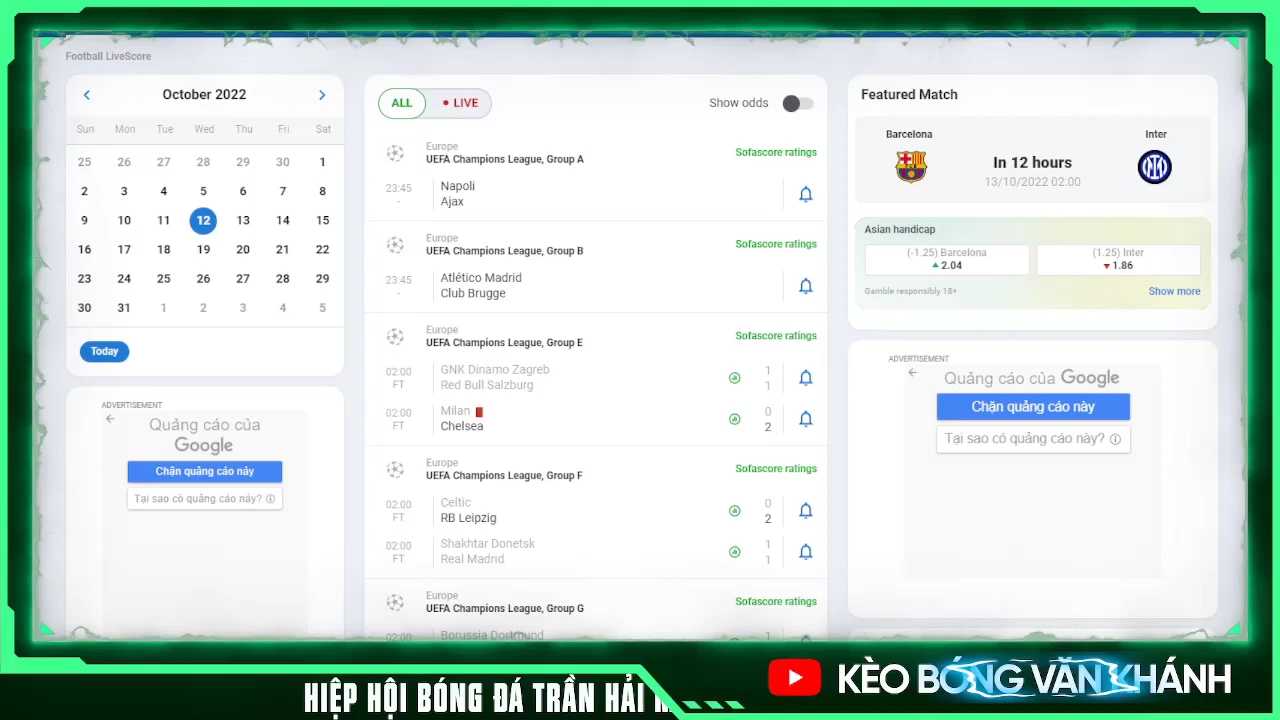 Football LiveScore
October 2022
Sun Mon Tue Wed Thu Fri Sat
25 26 27 28 29 30 1
2 3 4 5 6 7 8
9 10 11 12 13 14 15
16 17 18 19 20 21 22
23 24 25 26 27 28 29
30 31 1 2 3 4 5
Today
ADVERTISEMENT
Quảng cáo của
Google
Chặn quảng cáo này
Tại sao có quảng cáo này?
ALL LIVE Show odds
Europe
UEFA Champions League, Group A Sofascore ratings
23:45 Napoli
- Ajax
Europe
UEFA Champions League, Group B Sofascore ratings
23:45 Atlético Madrid
- Club Brugge
Europe
UEFA Champions League, Group E Sofascore ratings
02:00 GNK Dinamo Zagreb 1
FT Red Bull Salzburg 1
02:00 Milan 0
FT Chelsea 2
Europe
UEFA Champions League, Group F Sofascore ratings
02:00 Celtic 0
FT RB Leipzig 2
02:00 Shakhtar Donetsk 1
FT Real Madrid 1
Europe
UEFA Champions League, Group G Sofascore ratings
02:00 Borussia Dortmund 1
Featured Match
Barcelona Inter
In 12 hours
13/10/2022 02:00
Asian handicap
(-1.25) Barcelona (1.25) Inter
2.04 1.86
Gamble responsibly 18+ Show more
ADVERTISEMENT
Quảng cáo của Google
Chặn quảng cáo này
Tại sao có quảng cáo này?
HIỆP HỘI BÓNG ĐÁ TRẦN HẢI
KÈO BÓNG VĂN KHÁNH